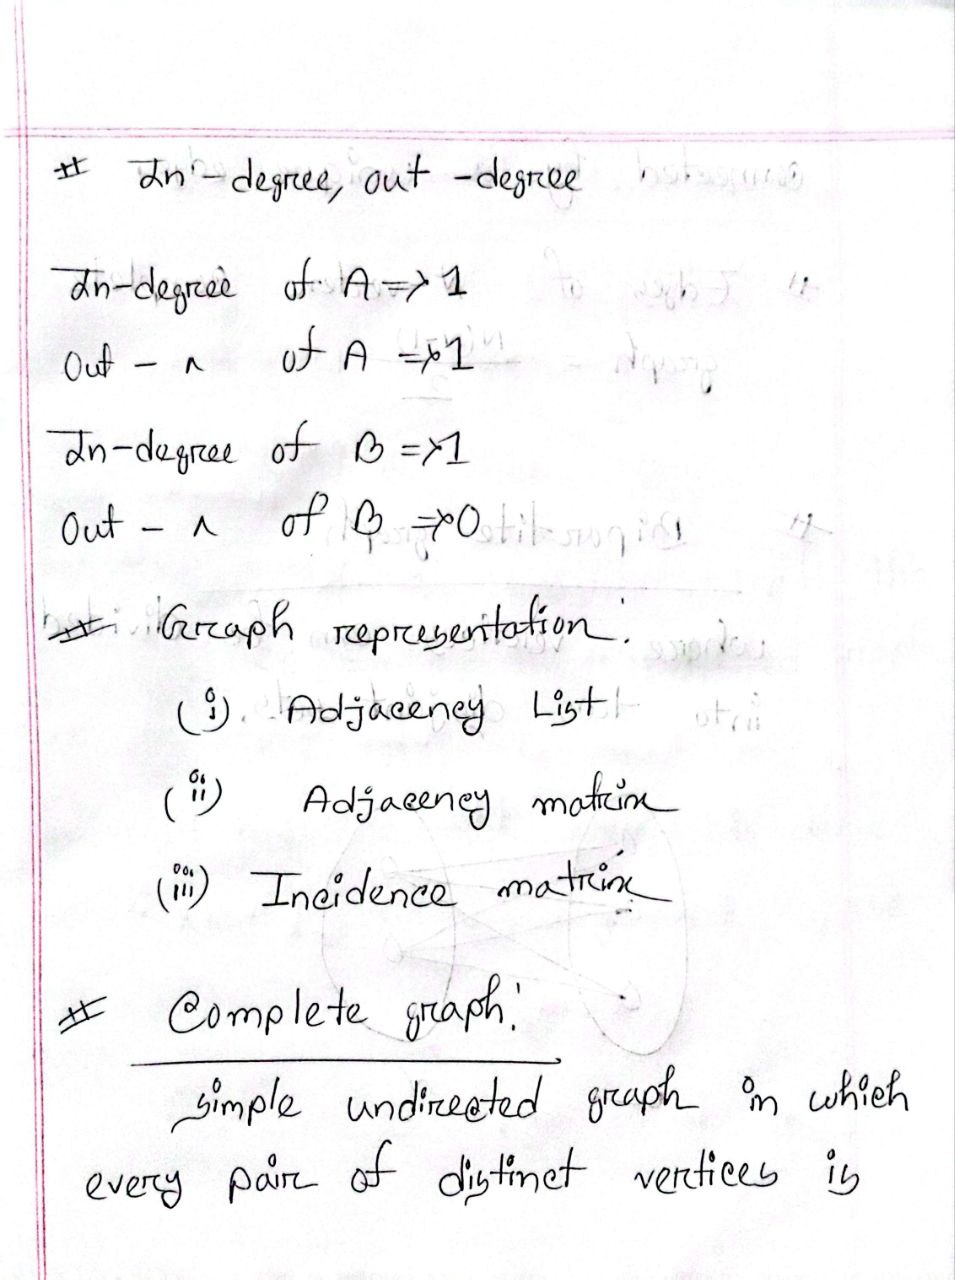 # In-degree, out-degree
In-degree of A => 1
Out - " of A => 1
In-degree of B => 1
Out - " of B => 0
# Graph representation:
(i). Adjacency List
(ii) Adjacency matrix
(iii) Incidence matrix
# Complete graph:
simple undirected graph in which
every pair of distinct vertices is